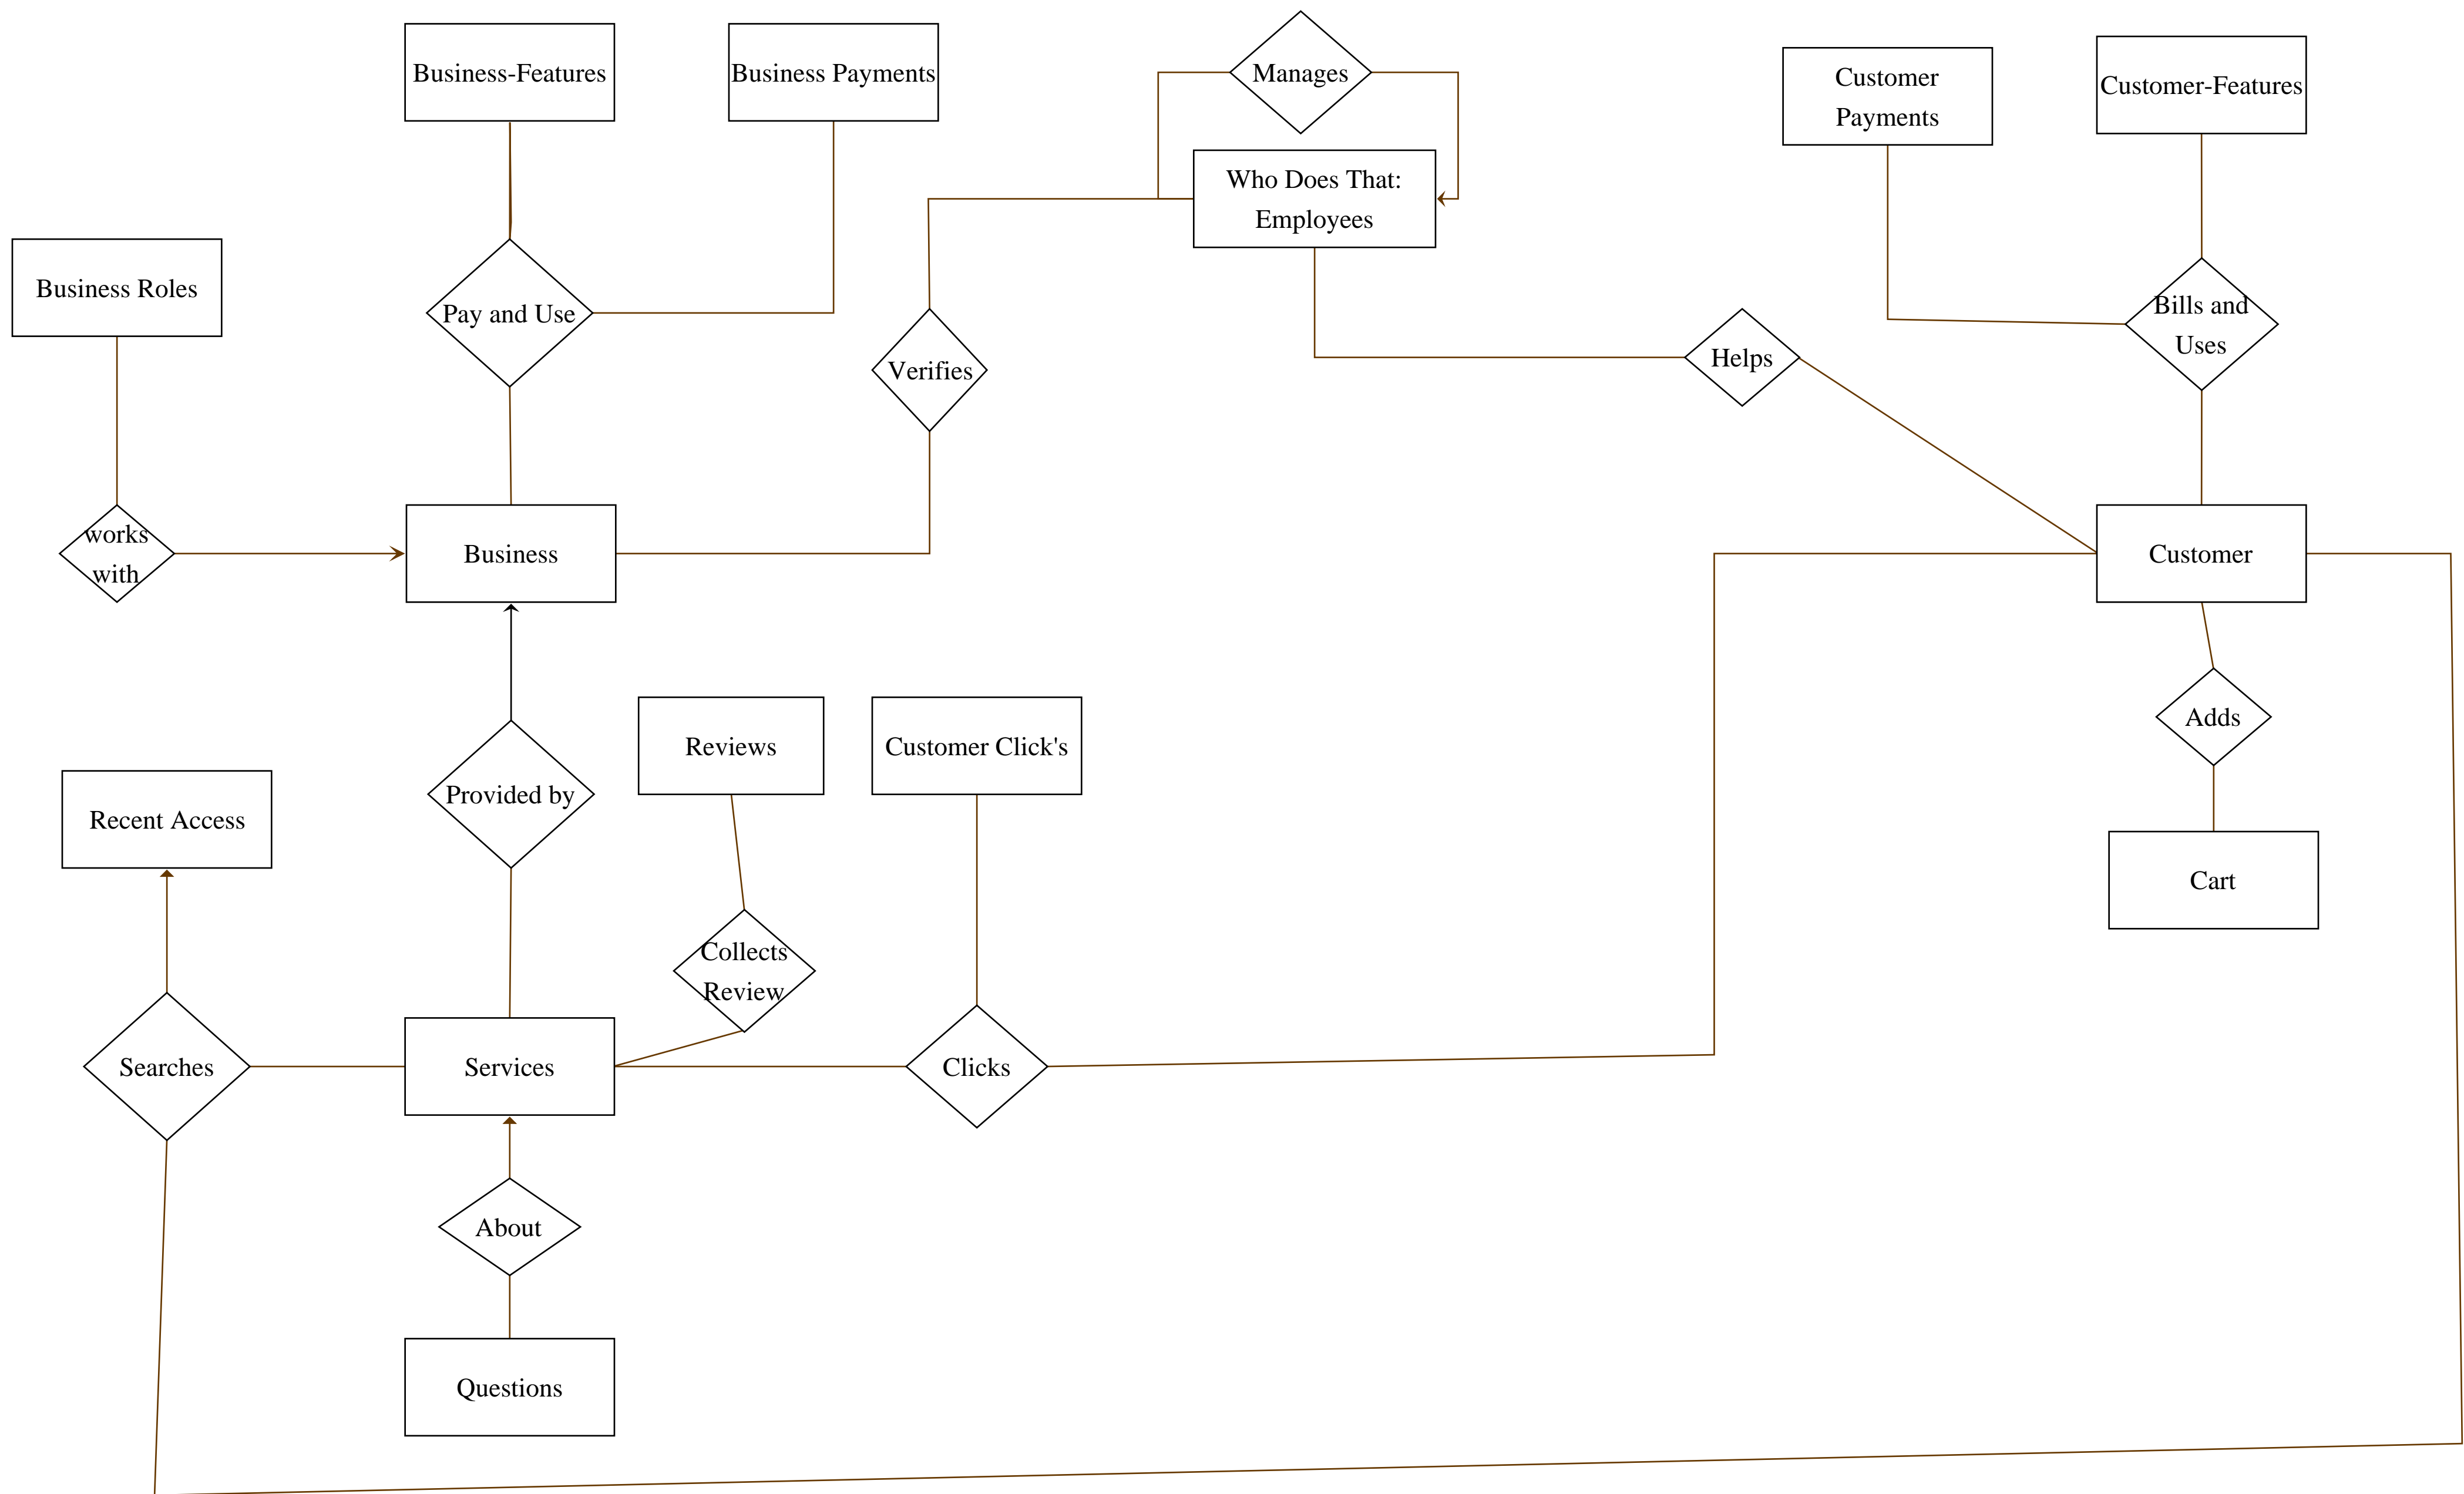 Business-Features
Business Payments
Manages
Customer
Payments
Customer-Features
Who Does That:
Employees
Business Roles
Pay and Use
Verifies
Helps
Bills and
Uses
works
with
Business
Customer
Reviews
Customer Click's
Adds
Recent Access
Provided by
Cart
Collects
Review
Searches
Services
Clicks
About
Questions